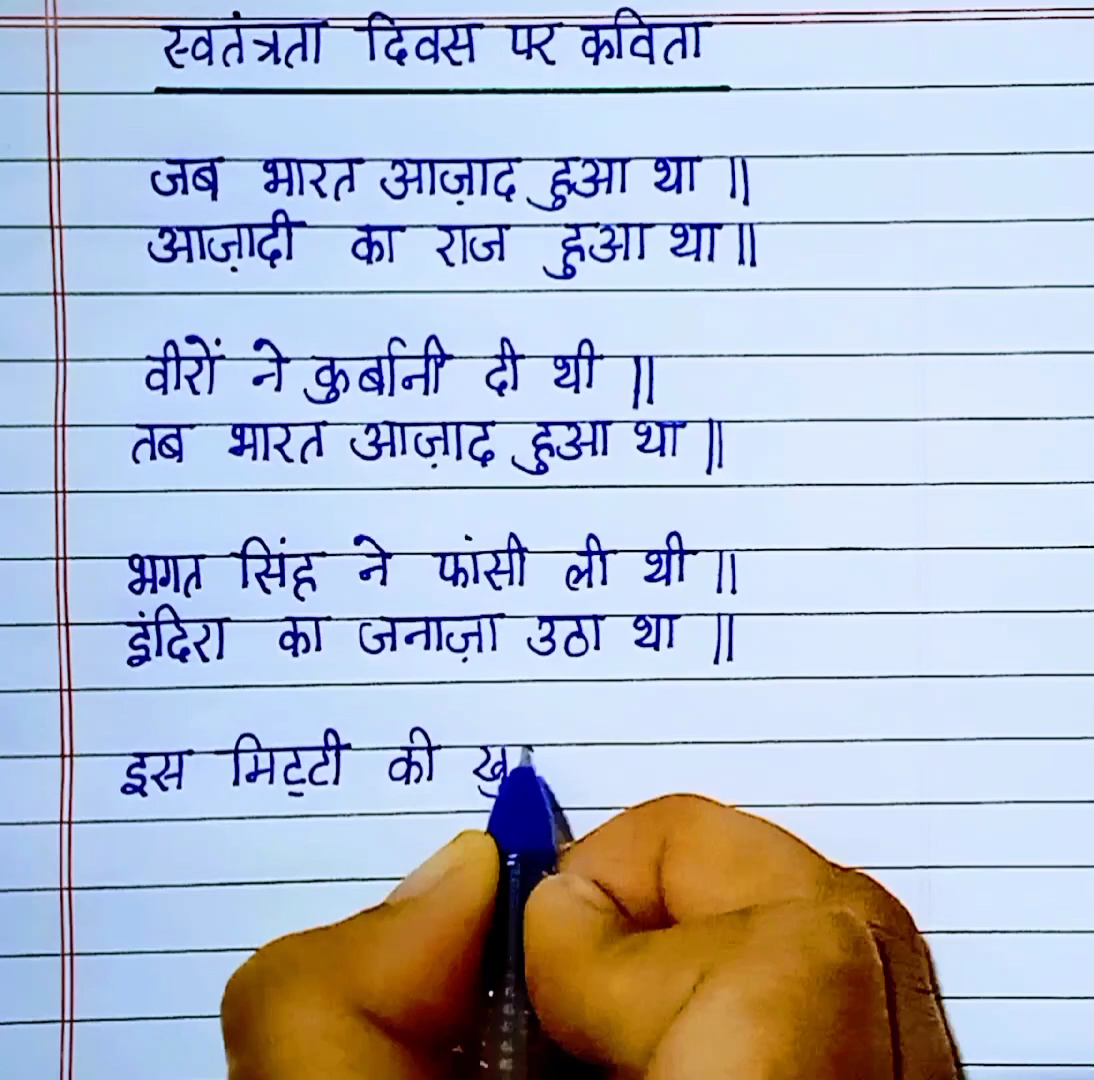 स्वतंत्रता दिवस पर कविता
जब भारत आज़ाद हुआ था ||
आज़ादी का राज हुआ था ||
वीरों ने कुर्बानी दी थी ||
तब भारत आज़ाद हुआ था ||
भगत सिंह ने फांसी ली थी ||
इंदिरा का जनाज़ा उठा था ||
इस मिट्टी की खु